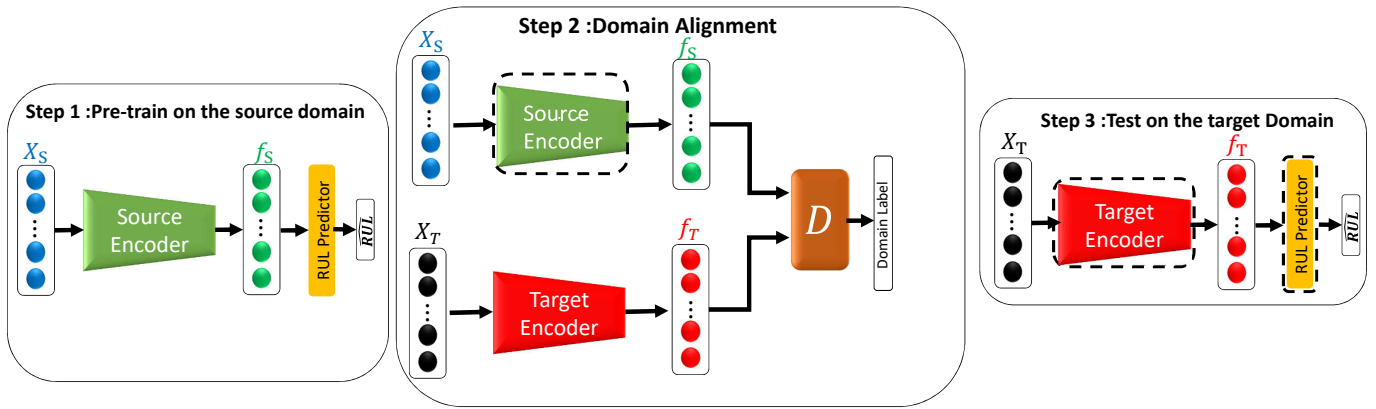 Step 1 :Pre-train on the source domain
X_S
f_S
Source
Encoder
RUL Predictor
\widehat{RUL}
Step 2 :Domain Alignment
X_S
f_S
Source
Encoder
X_T
f_T
Target
Encoder
D
Domain Label
Step 3 :Test on the target Domain
X_T
f_T
Target
Encoder
RUL Predictor
\widehat{RUL}